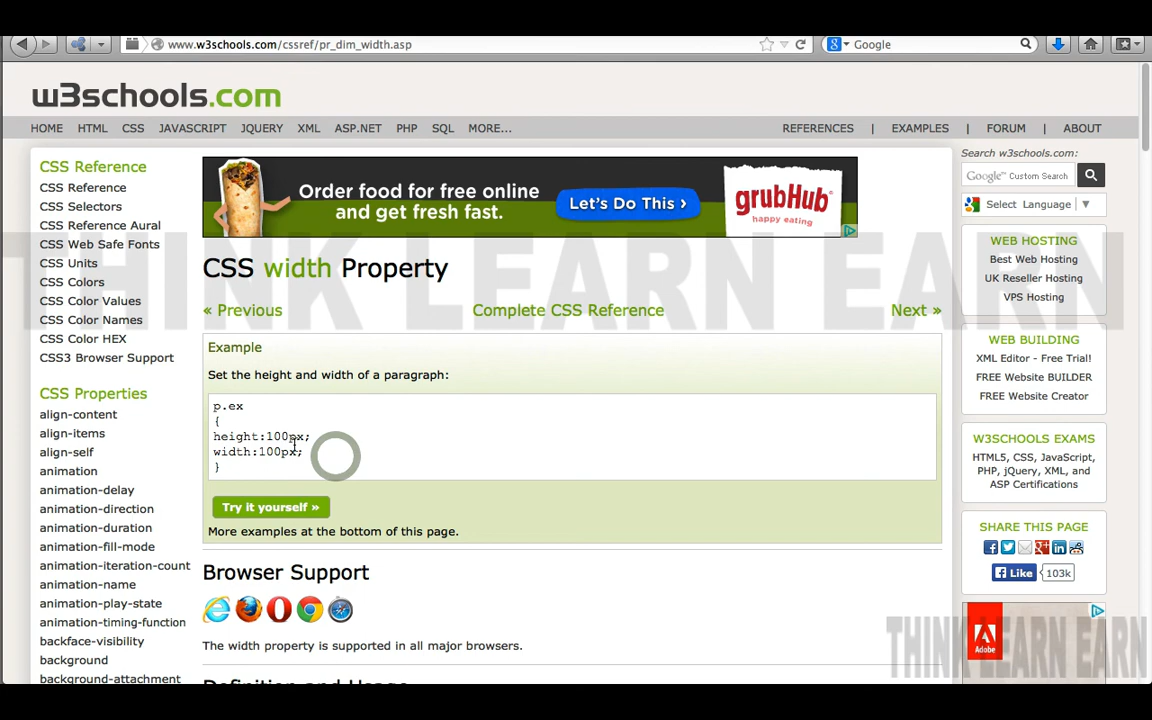 www.w3schools.com/cssref/pr_dim_width.asp
Google
w3schools.com
HOME HTML CSS JAVASCRIPT JQUERY XML ASP.NET PHP SQL MORE...
REFERENCES | EXAMPLES | FORUM | ABOUT
CSS Reference
CSS Reference
CSS Selectors
CSS Reference Aural
CSS Web Safe Fonts
CSS Units
CSS Colors
CSS Color Values
CSS Color Names
CSS Color HEX
CSS3 Browser Support
CSS Properties
align-content
align-items
align-self
animation
animation-delay
animation-direction
animation-duration
animation-fill-mode
animation-iteration-count
animation-name
animation-play-state
animation-timing-function
backface-visibility
background
background-attachment
Order food for free online
and get fresh fast.
Let's Do This ›
grubHub
happy eating
THINK LEARN EARN
CSS width Property
« Previous
Complete CSS Reference
Next »
Example
Set the height and width of a paragraph:
p.ex
{
height:100px;
width:100px;
}
Try it yourself »
More examples at the bottom of this page.
Browser Support
The width property is supported in all major browsers.
Definition and Usage
Search w3schools.com:
Google™ Custom Search
Select Language ▼
WEB HOSTING
Best Web Hosting
UK Reseller Hosting
VPS Hosting
WEB BUILDING
XML Editor - Free Trial!
FREE Website BUILDER
FREE Website Creator
W3SCHOOLS EXAMS
HTML5, CSS, JavaScript,
PHP, jQuery, XML, and
ASP Certifications
SHARE THIS PAGE
Like 103k
Adobe
THINK LEARN EARN